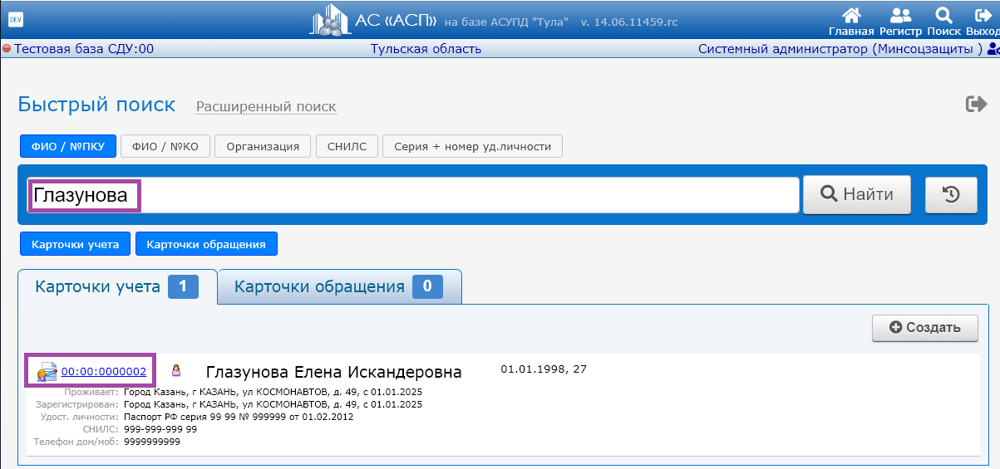 DEV
АС «АСП» на базе АСУПД "Тула" v. 14.06.11459.rc
Главная Регистр Поиск Выход
Тестовая база СДУ:00 Тульская область Системный администратор (Минсоцзащиты )
Быстрый поиск Расширенный поиск
ФИО / №ПКУ ФИО / №КО Организация СНИЛС Серия + номер уд.личности
Глазунова Найти
Карточки учета Карточки обращения
Карточки учета 1 Карточки обращения 0
Создать
00:00:0000002 Глазунова Елена Искандеровна 01.01.1998, 27
Проживает: Город Казань, г КАЗАНЬ, ул КОСМОНАВТОВ, д. 49, с 01.01.2025
Зарегистрирован: Город Казань, г КАЗАНЬ, ул КОСМОНАВТОВ, д. 49, с 01.01.2025
Удост. личности: Паспорт РФ серия 99 99 № 999999 от 01.02.2012
СНИЛС: 999-999-999 99
Телефон дом/моб: 9999999999